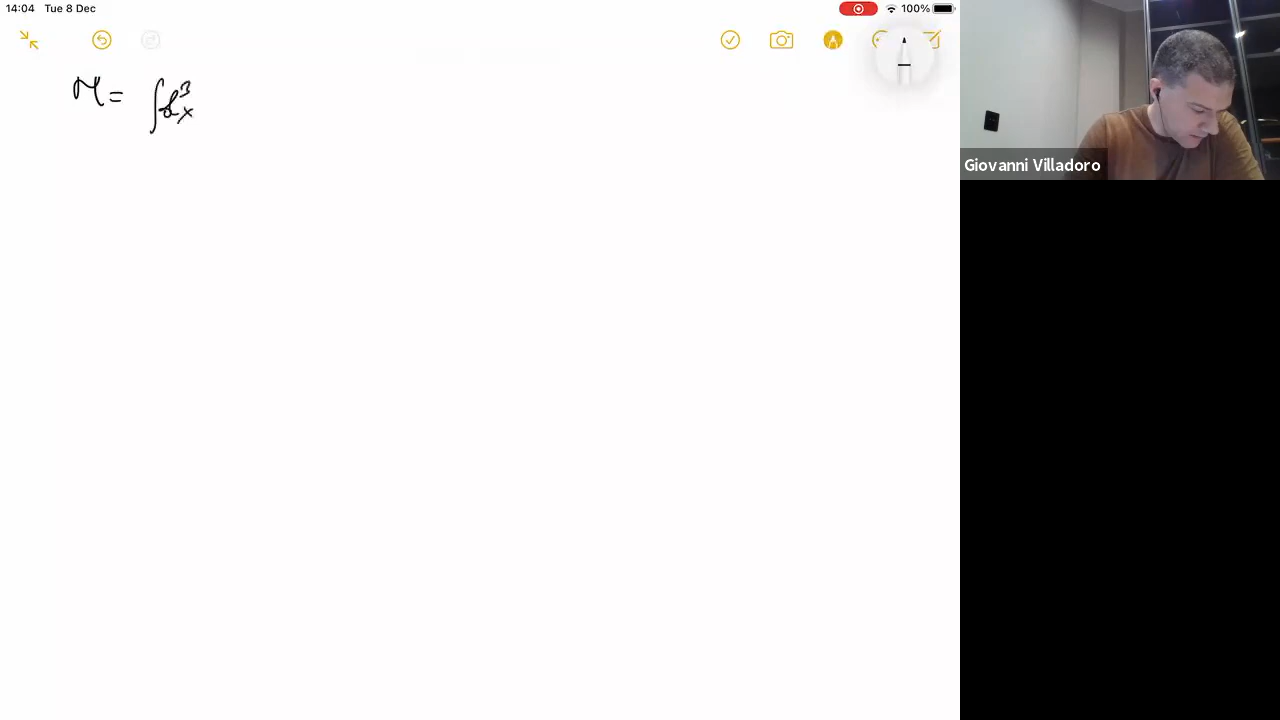 14:04 Tue 8 Dec 100%
M = ∫d³x
Giovanni Villadoro